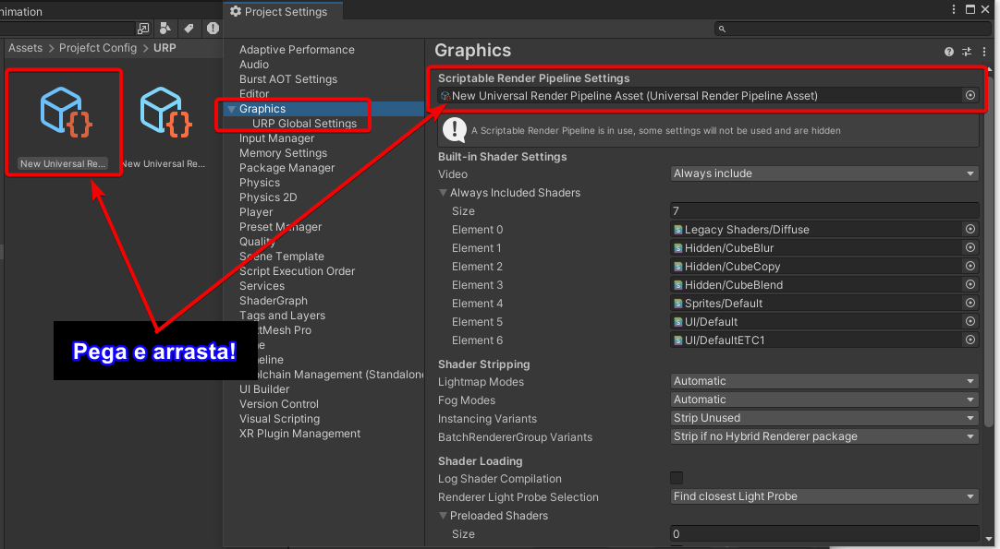 nimation
Project Settings
Assets > Projefct Config > URP
New Universal Re...
New Universal Re...
Pega e arrasta!
Adaptive Performance
Audio
Burst AOT Settings
Editor
Graphics
URP Global Settings
Input Manager
Memory Settings
Package Manager
Physics
Physics 2D
Player
Preset Manager
Quality
Scene Template
Script Execution Order
Services
ShaderGraph
Tags and Layers
tMesh Pro
eline
olchain Management (Standalone
UI Builder
Version Control
Visual Scripting
XR Plugin Management
Graphics
Scriptable Render Pipeline Settings
New Universal Render Pipeline Asset (Universal Render Pipeline Asset)
A Scriptable Render Pipeline is in use, some settings will not be used and are hidden
Built-in Shader Settings
Video Always include
Always Included Shaders
Size 7
Element 0 Legacy Shaders/Diffuse
Element 1 Hidden/CubeBlur
Element 2 Hidden/CubeCopy
Element 3 Hidden/CubeBlend
Element 4 Sprites/Default
Element 5 UI/Default
Element 6 UI/DefaultETC1
Shader Stripping
Lightmap Modes Automatic
Fog Modes Automatic
Instancing Variants Strip Unused
BatchRendererGroup Variants Strip if no Hybrid Renderer package
Shader Loading
Log Shader Compilation
Renderer Light Probe Selection Find closest Light Probe
Preloaded Shaders
Size 0